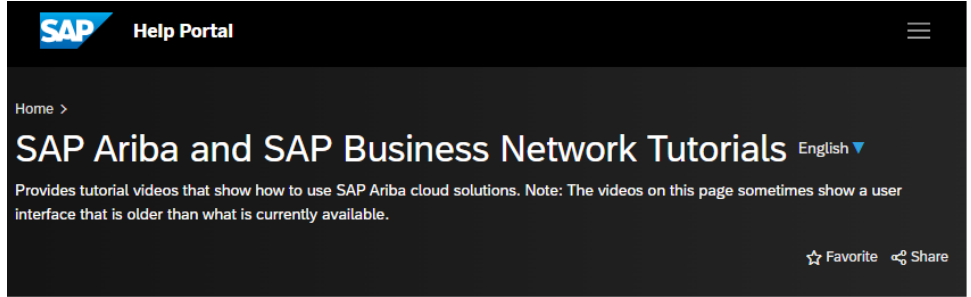 SAP Help Portal
Home >
SAP Ariba and SAP Business Network Tutorials English ▼
Provides tutorial videos that show how to use SAP Ariba cloud solutions. Note: The videos on this page sometimes show a user
interface that is older than what is currently available.
Favorite Share